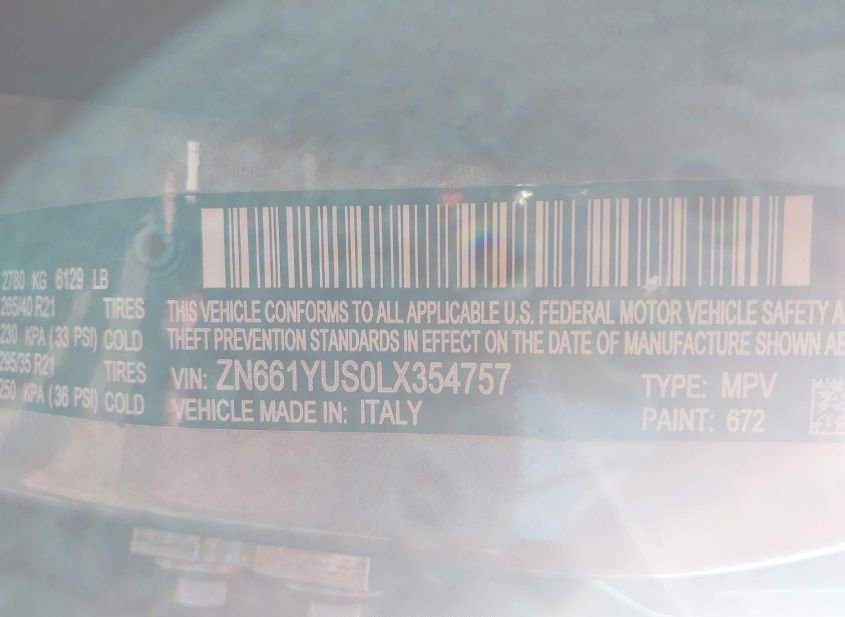 2780 KG 6129 LB
265/40 R21 TIRES
230 KPA (33 PSI) COLD
295/35 R21 TIRES
250 KPA (36 PSI) COLD
THIS VEHICLE CONFORMS TO ALL APPLICABLE U.S. FEDERAL MOTOR VEHICLE SAFETY A
THEFT PREVENTION STANDARDS IN EFFECT ON THE DATE OF MANUFACTURE SHOWN AB
VIN: ZN661YUS0LX354757
VEHICLE MADE IN: ITALY
TYPE: MPV
PAINT: 672